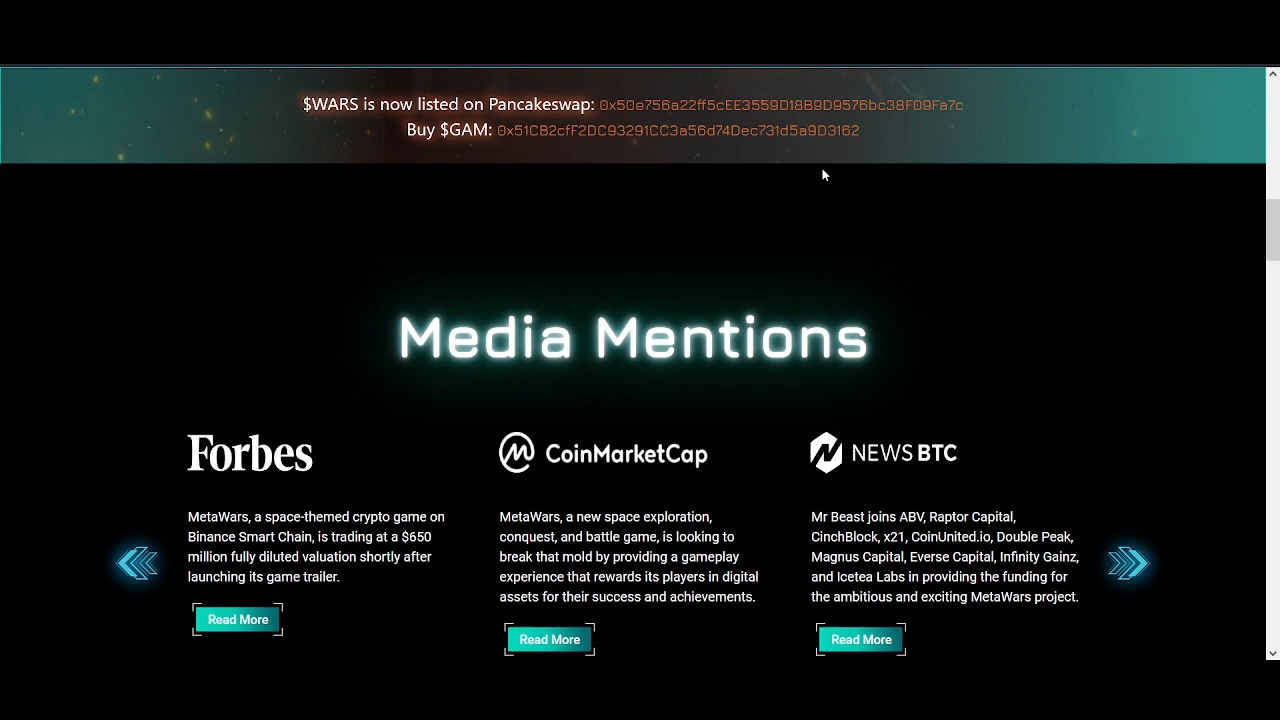 $WARS is now listed on Pancakeswap: 0x50e756a22ff5cEE3559D18B9D9576bc38F09Fa7c
Buy $GAM: 0x51CB2cfF2DC93291CC3a56d74Dec731d5a9D3162
Media Mentions
Forbes
MetaWars, a space-themed crypto game on
Binance Smart Chain, is trading at a $650
million fully diluted valuation shortly after
launching its game trailer.
Read More
CoinMarketCap
MetaWars, a new space exploration,
conquest, and battle game, is looking to
break that mold by providing a gameplay
experience that rewards its players in digital
assets for their success and achievements.
Read More
NEWS BTC
Mr Beast joins ABV, Raptor Capital,
CinchBlock, x21, CoinUnited.io, Double Peak,
Magnus Capital, Everse Capital, Infinity Gainz,
and Icetea Labs in providing the funding for
the ambitious and exciting MetaWars project.
Read More